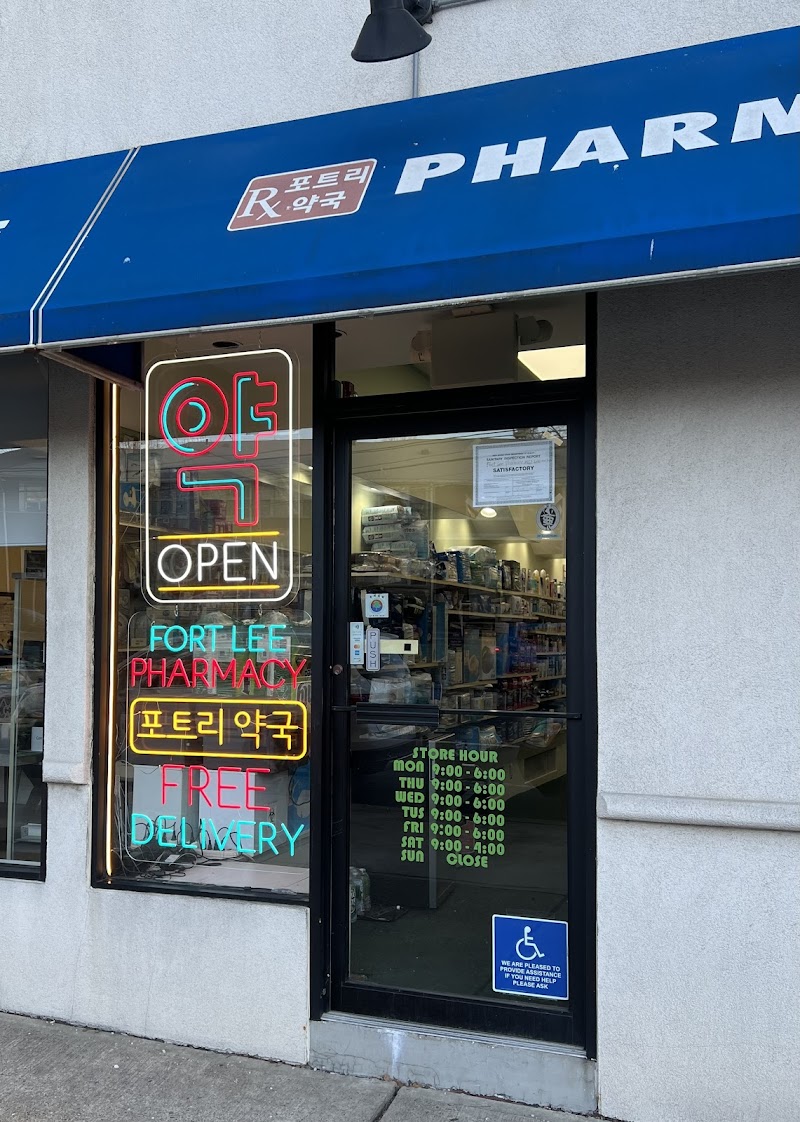 Rx 포트리
약국
PHARM
약
OPEN
FORT LEE
PHARMACY
포트리 약국
FREE
DELIVERY
SATISFACTORY
PUSH
STORE HOUR
MON 9:00 - 6:00
THU 9:00 - 6:00
WED 9:00 - 6:00
TUS 9:00 - 6:00
FRI 9:00 - 6:00
SAT 9:00 - 4:00
SUN CLOSE
WE ARE PLEASED TO
PROVIDE ASSISTANCE
IF YOU NEED HELP
PLEASE ASK